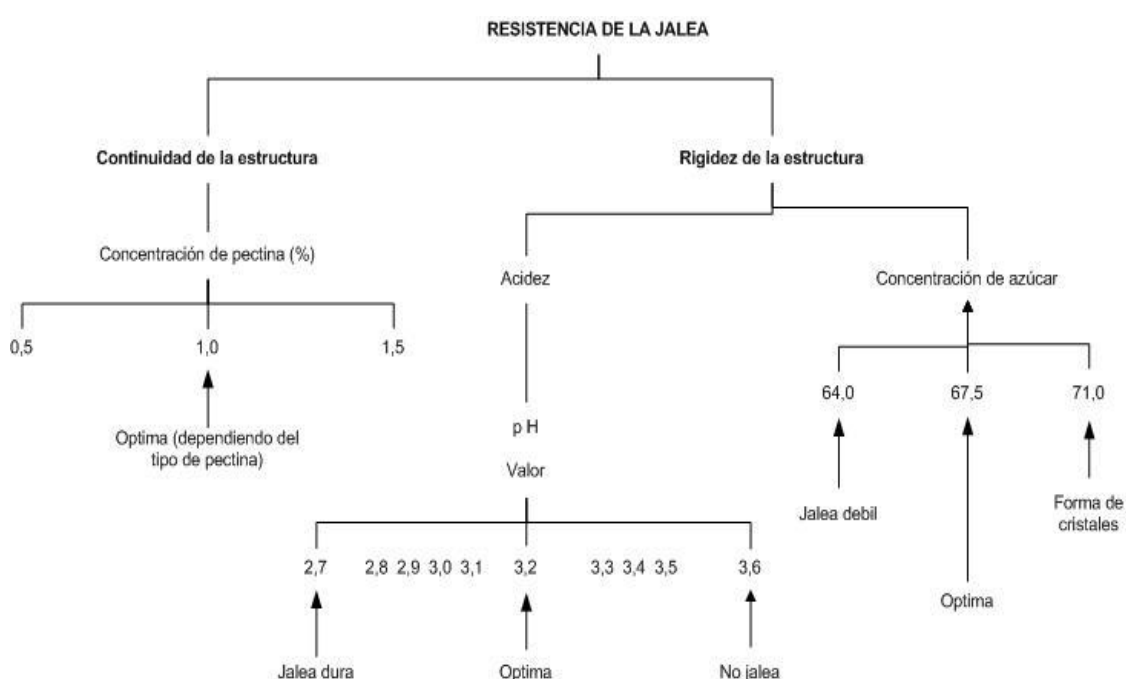 RESISTENCIA DE LA JALEA
Continuidad de la estructura
Rigidez de la estructura
Concentración de pectina (%)
Acidez
Concentración de azúcar
0,5
1,0
1,5
64,0
67,5
71,0
Optima (dependiendo del
tipo de pectina)
p H
Valor
Jalea debil
Forma de
cristales
2,7 2,8 2,9 3,0 3,1 3,2 3,3 3,4 3,5 3,6
Optima
Jalea dura
Optima
No jalea